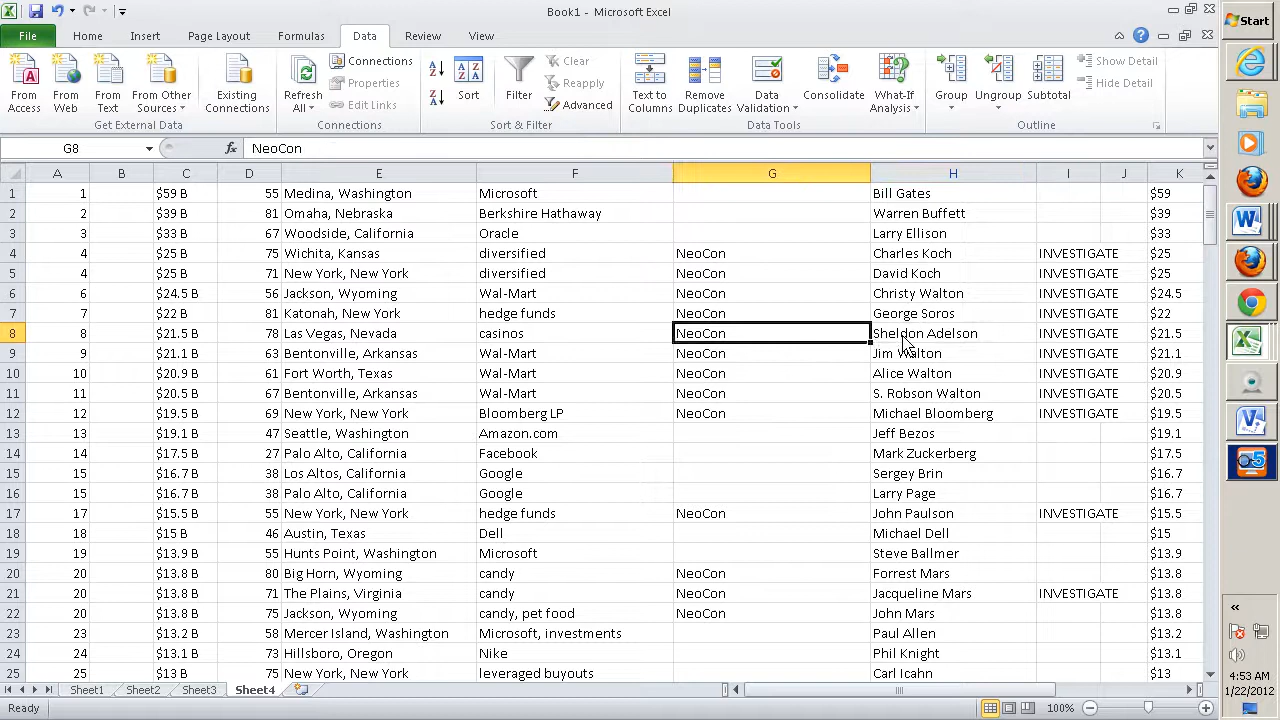 Book1 - Microsoft Excel
File Home Insert Page Layout Formulas Data Review View
Start
From Access
From Web
From Text
From Other Sources
Existing Connections
Refresh All
Connections
Properties
Edit Links
Sort
Filter
Clear
Reapply
Advanced
Text to Columns
Remove Duplicates
Data Validation
Consolidate
What-If Analysis
Group
Ungroup
Subtotal
Show Detail
Hide Detail
Get External Data Connections Sort & Filter Data Tools Outline
G8 fx NeoCon
A B C D E F G H I J K
1 1 $59 B 55 Medina, Washington Microsoft Bill Gates $59
2 2 $39 B 81 Omaha, Nebraska Berkshire Hathaway Warren Buffett $39
3 3 $33 B 67 Woodside, California Oracle Larry Ellison $33
4 4 $25 B 75 Wichita, Kansas diversified NeoCon Charles Koch INVESTIGATE $25
5 4 $25 B 71 New York, New York diversified NeoCon David Koch INVESTIGATE $25
6 6 $24.5 B 56 Jackson, Wyoming Wal-Mart NeoCon Christy Walton INVESTIGATE $24.5
7 7 $22 B 81 Katonah, New York hedge funds NeoCon George Soros INVESTIGATE $22
8 8 $21.5 B 78 Las Vegas, Nevada casinos NeoCon Sheldon Adelson INVESTIGATE $21.5
9 9 $21.1 B 63 Bentonville, Arkansas Wal-Mart NeoCon Jim Walton INVESTIGATE $21.1
10 10 $20.9 B 61 Fort Worth, Texas Wal-Mart NeoCon Alice Walton INVESTIGATE $20.9
11 11 $20.5 B 67 Bentonville, Arkansas Wal-Mart NeoCon S. Robson Walton INVESTIGATE $20.5
12 12 $19.5 B 69 New York, New York Bloomberg LP NeoCon Michael Bloomberg INVESTIGATE $19.5
13 13 $19.1 B 47 Seattle, Washington Amazon.com Jeff Bezos $19.1
14 14 $17.5 B 27 Palo Alto, California Facebook Mark Zuckerberg $17.5
15 15 $16.7 B 38 Los Altos, California Google Sergey Brin $16.7
16 15 $16.7 B 38 Palo Alto, California Google Larry Page $16.7
17 17 $15.5 B 55 New York, New York hedge funds NeoCon John Paulson INVESTIGATE $15.5
18 18 $15 B 46 Austin, Texas Dell Michael Dell $15
19 19 $13.9 B 55 Hunts Point, Washington Microsoft Steve Ballmer $13.9
20 20 $13.8 B 80 Big Horn, Wyoming candy NeoCon Forrest Mars $13.8
21 20 $13.8 B 71 The Plains, Virginia candy NeoCon Jacqueline Mars INVESTIGATE $13.8
22 20 $13.8 B 75 Jackson, Wyoming candy, pet food NeoCon John Mars $13.8
23 23 $13.2 B 58 Mercer Island, Washington Microsoft, investments Paul Allen $13.2
24 24 $13.1 B 73 Hillsboro, Oregon Nike Phil Knight $13.1
25 25 $13 B 75 New York, New York leveraged buyouts Carl Icahn $13
Sheet1 Sheet2 Sheet3 Sheet4
Ready 100%
4:53 AM
1/22/2012